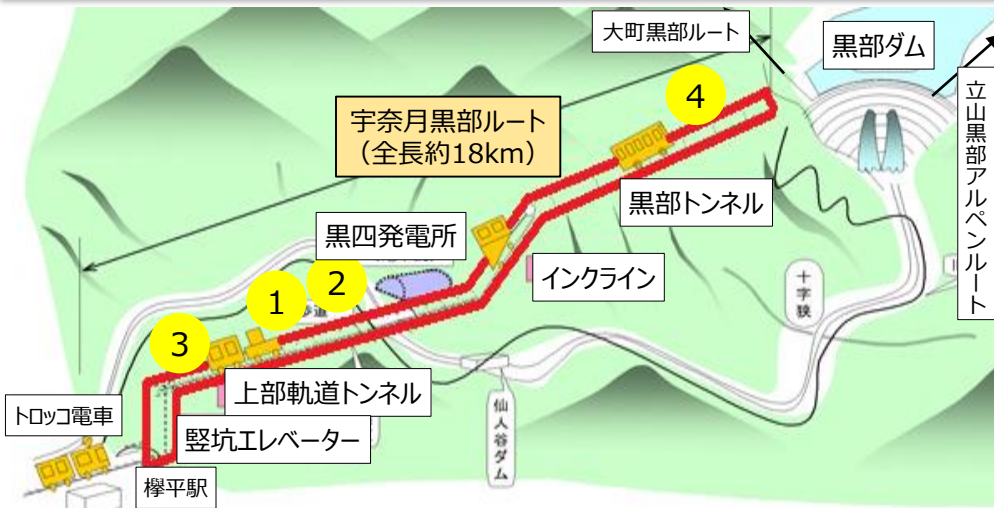 大町黒部ルート
黒部ダム
立山黒部アルペンルート
4
宇奈月黒部ルート
（全長約18km）
黒部トンネル
黒四発電所
インクライン
2
1
十字峡
3
歩道
上部軌道トンネル
トロッコ電車
仙人谷ダム
竪坑エレベーター
欅平駅